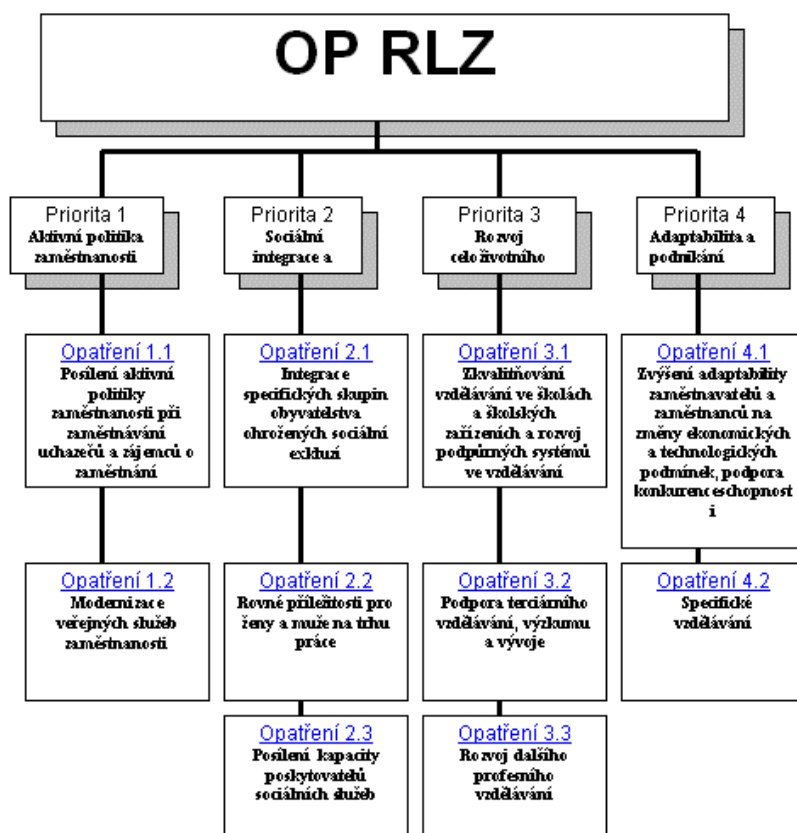 OP RLZ
Priorita 1
Aktivní politika
zaměstnanosti
Priorita 2
Sociální
integrace a
Priorita 3
Rozvoj
celoživotního
Priorita 4
Adaptabilita a
podnikání
Opatření 1.1
Posílení aktivní
politiky
zaměstnanosti při
zaměstnávání
uchazečů a zájemců o
zaměstnání
Opatření 2.1
Integrace
specifických skupin
obyvatelstva
ohrožených sociální
exkluzí
Opatření 3.1
Zkvalitňování
vzdělávání ve školách
a školských
zařízeních a rozvoj
podpůrných systémů
ve vzdělávání
Opatření 4.1
Zvýšení adaptability
zaměstnavatelů a
zaměstnanců na
změny ekonomických
a technologických
podmínek, podpora
konkurenceschopnost
i
Opatření 1.2
Modernizace
veřejných služeb
zaměstnanosti
Opatření 2.2
Rovné příležitosti pro
ženy a muže na trhu
práce
Opatření 3.2
Podpora terciárního
vzdělávání, výzkumu
a vývoje
Opatření 4.2
Specifické
vzdělávání
Opatření 2.3
Posílení kapacity
poskytovatelů
sociálních služeb
Opatření 3.3
Rozvoj dalšího
profesního
vzdělávání